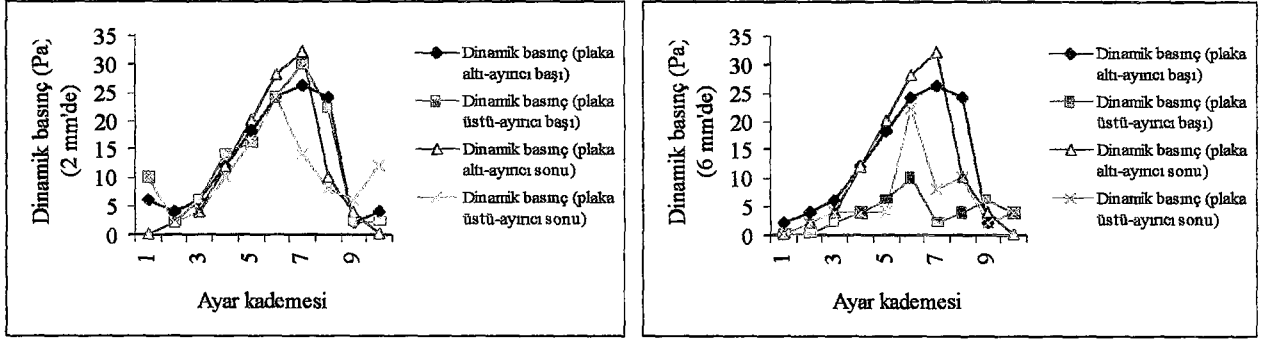 Dinamik basınç (Pa)
(2 mm'de)
35
30
25
20
15
10
5
0
1
3
5
7
9
Ayar kademesi
Dinamik basınç (plaka
altı-ayırıcı başı)
Dinamik basınç (plaka
üstü-ayırıcı başı)
Dinamik basınç (plaka
altı-ayırıcı sonu)
Dinamik basınç (plaka
üstü-ayırıcı sonu)
Dinamik basınç (Pa)
(6 mm'de)
35
30
25
20
15
10
5
0
1
3
5
7
9
Ayar kademesi
Dinamik basınç (plaka
altı-ayırıcı başı)
Dinamik basınç (plaka
üstü-ayırıcı başı)
Dinamik basınç (plaka
altı-ayırıcı sonu)
Dinamik basınç (plaka
üstü-ayırıcı sonu)